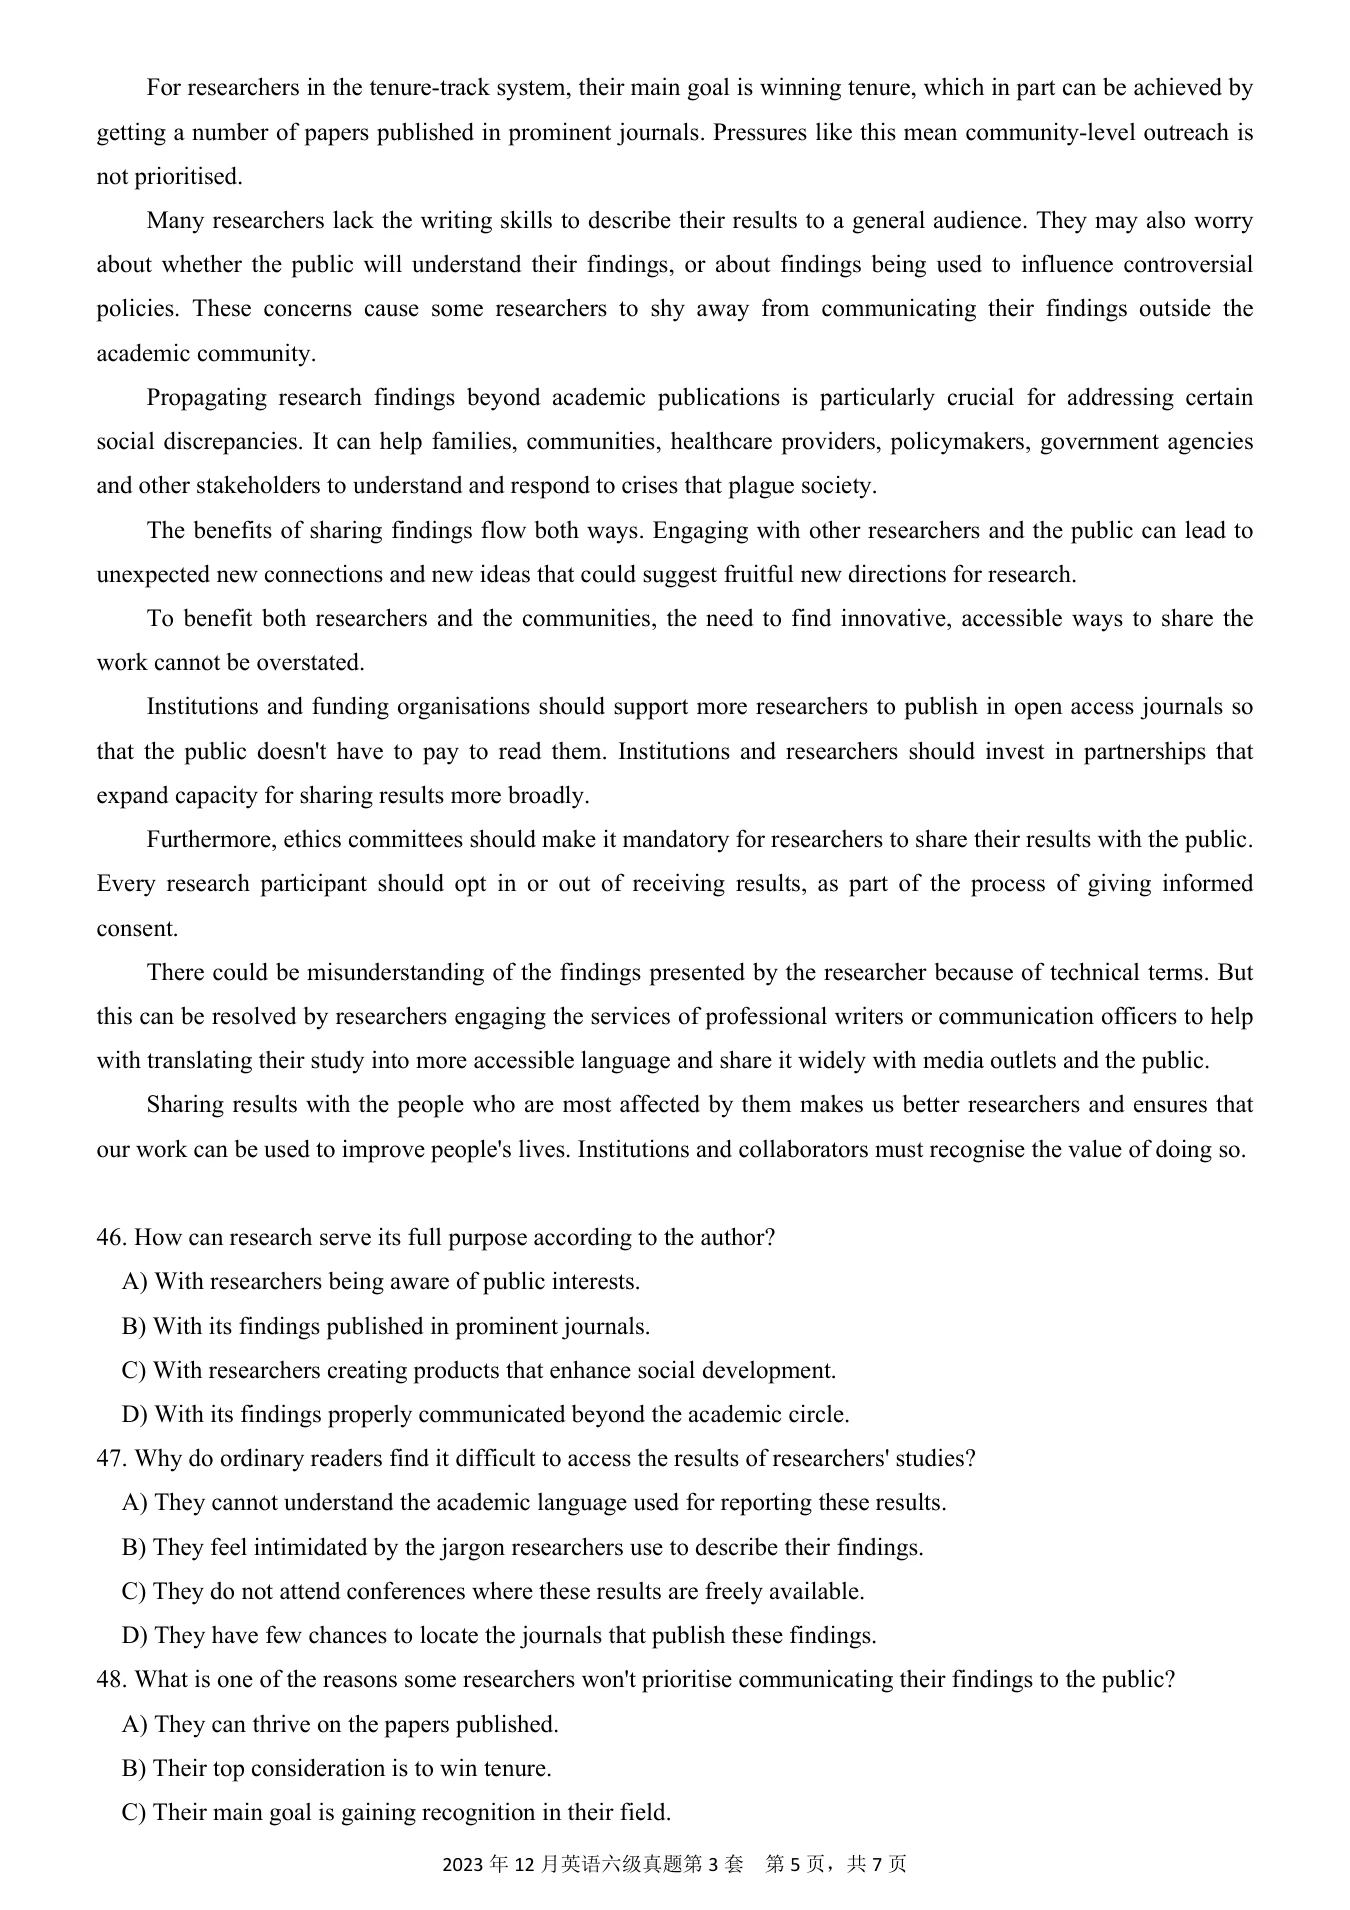 For researchers in the tenure-track system, their main goal is winning tenure, which in part can be achieved by
getting a number of papers published in prominent journals. Pressures like this mean community-level outreach is
not prioritised.
Many researchers lack the writing skills to describe their results to a general audience. They may also worry
about whether the public will understand their findings, or about findings being used to influence controversial
policies. These concerns cause some researchers to shy away from communicating their findings outside the
academic community.
Propagating research findings beyond academic publications is particularly crucial for addressing certain
social discrepancies. It can help families, communities, healthcare providers, policymakers, government agencies
and other stakeholders to understand and respond to crises that plague society.
The benefits of sharing findings flow both ways. Engaging with other researchers and the public can lead to
unexpected new connections and new ideas that could suggest fruitful new directions for research.
To benefit both researchers and the communities, the need to find innovative, accessible ways to share the
work cannot be overstated.
Institutions and funding organisations should support more researchers to publish in open access journals so
that the public doesn't have to pay to read them. Institutions and researchers should invest in partnerships that
expand capacity for sharing results more broadly.
Furthermore, ethics committees should make it mandatory for researchers to share their results with the public.
Every research participant should opt in or out of receiving results, as part of the process of giving informed
consent.
There could be misunderstanding of the findings presented by the researcher because of technical terms. But
this can be resolved by researchers engaging the services of professional writers or communication officers to help
with translating their study into more accessible language and share it widely with media outlets and the public.
Sharing results with the people who are most affected by them makes us better researchers and ensures that
our work can be used to improve people's lives. Institutions and collaborators must recognise the value of doing so.
46. How can research serve its full purpose according to the author?
A) With researchers being aware of public interests.
B) With its findings published in prominent journals.
C) With researchers creating products that enhance social development.
D) With its findings properly communicated beyond the academic circle.
47. Why do ordinary readers find it difficult to access the results of researchers' studies?
A) They cannot understand the academic language used for reporting these results.
B) They feel intimidated by the jargon researchers use to describe their findings.
C) They do not attend conferences where these results are freely available.
D) They have few chances to locate the journals that publish these findings.
48. What is one of the reasons some researchers won't prioritise communicating their findings to the public?
A) They can thrive on the papers published.
B) Their top consideration is to win tenure.
C) Their main goal is gaining recognition in their field.
2023 年 12 月英语六级真题第 3 套 第 5 页，共 7 页